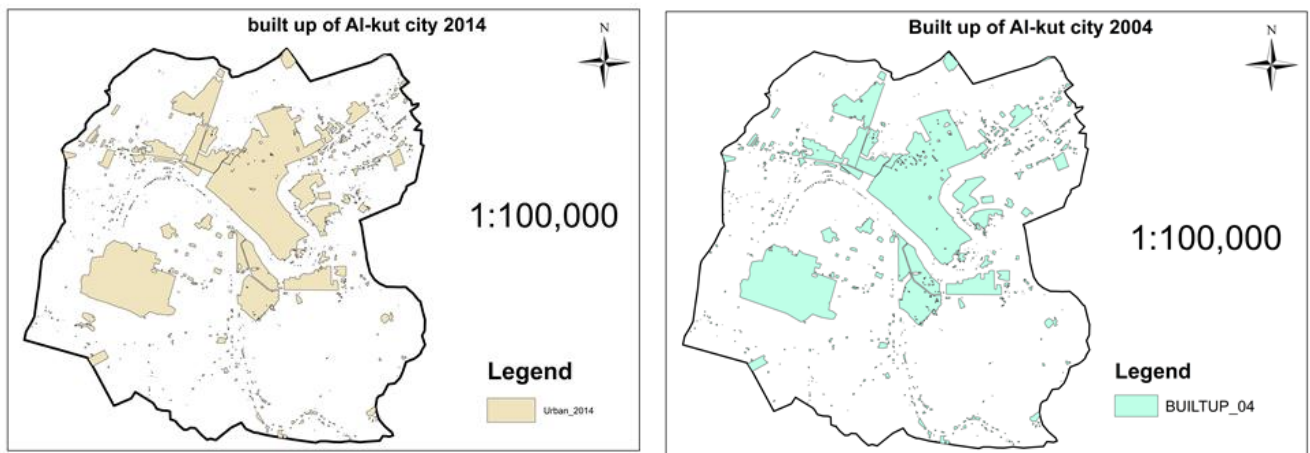 built up of Al-kut city 2014
N
1:100,000
Legend
Urban_2014
Built up of Al-kut city 2004
N
1:100,000
Legend
BUILTUP_04